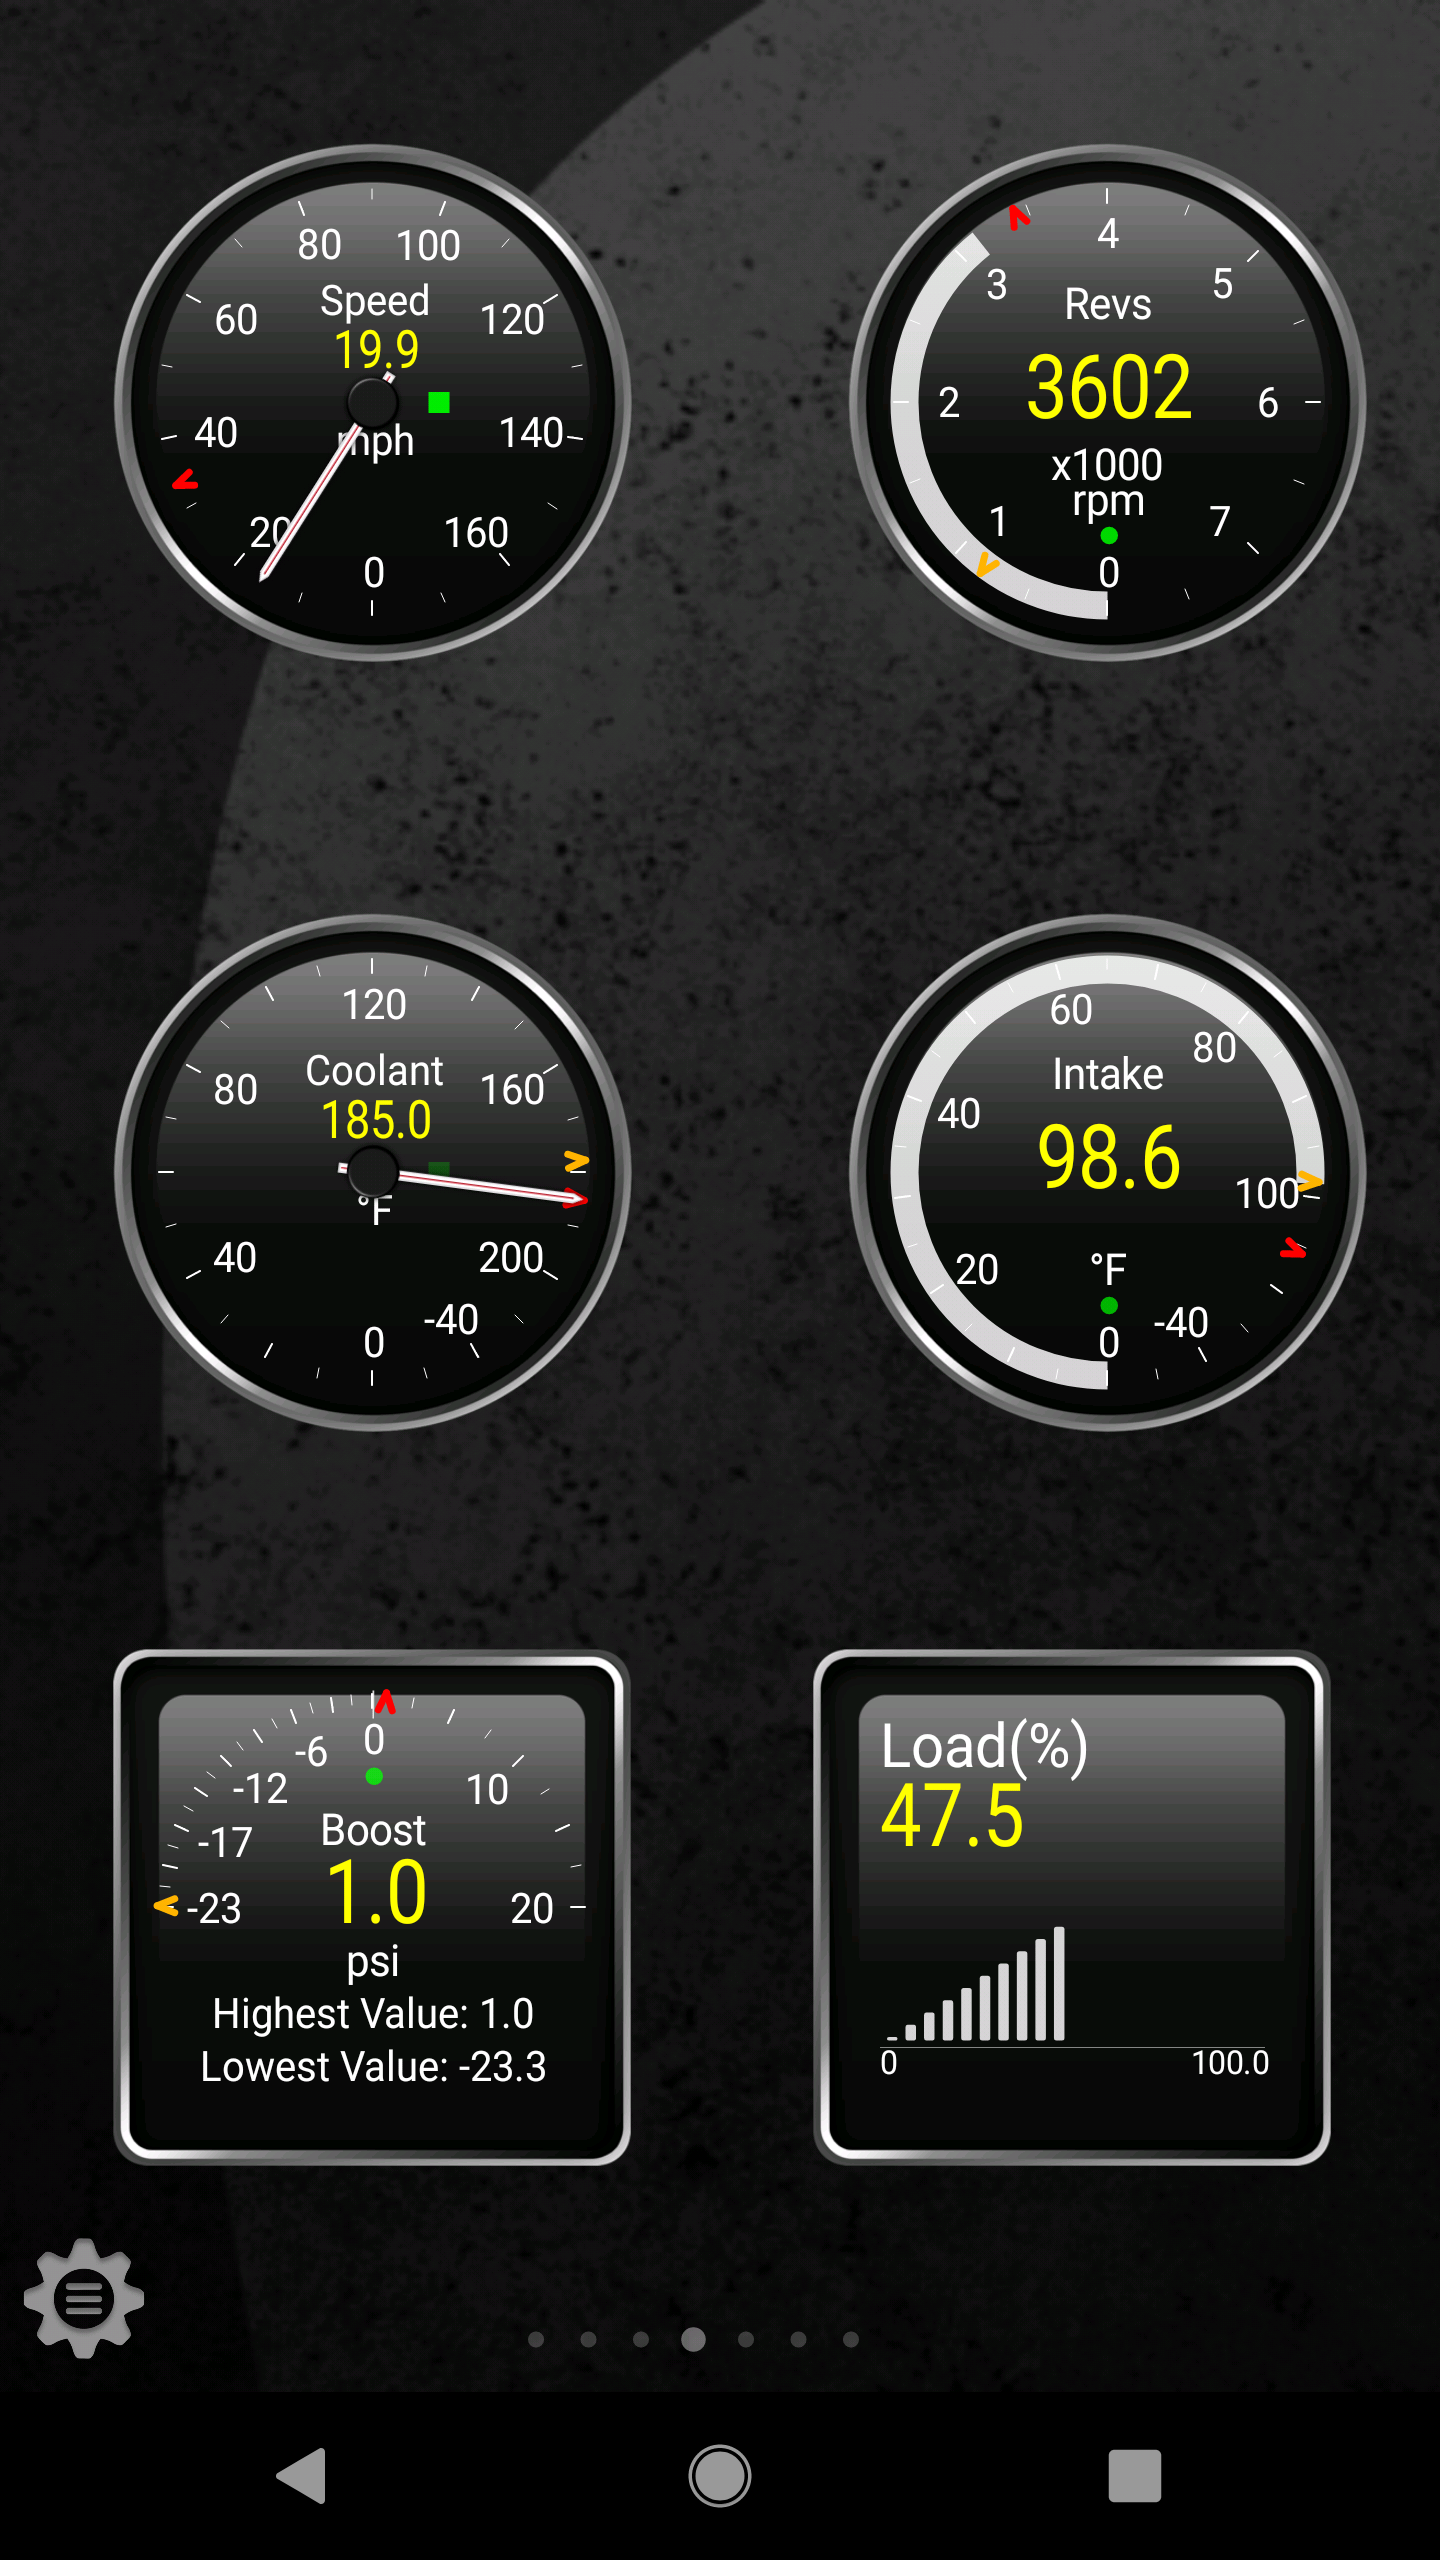 80 100
60 Speed 120
19.9
40 mph 140
20 160
0
4
3 5
Revs
2 3602 6
x1000
rpm
1 7
0
120
80 Coolant 160
185.0
°F
40 200
0 -40
60
80
Intake
40
98.6
100
20 °F
0 -40
0
-6
-12 10
-17 Boost
-23 1.0 20
psi
Highest Value: 1.0
Lowest Value: -23.3
Load(%)
47.5
0 100.0